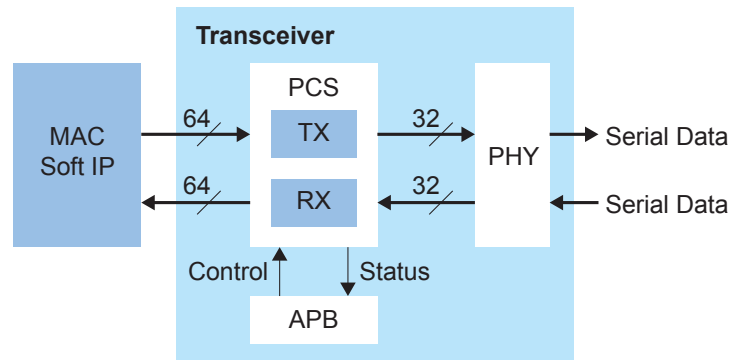 Transceiver
MAC
Soft IP
64
64
PCS
TX
RX
32
32
PHY
Serial Data
Serial Data
Control
Status
APB